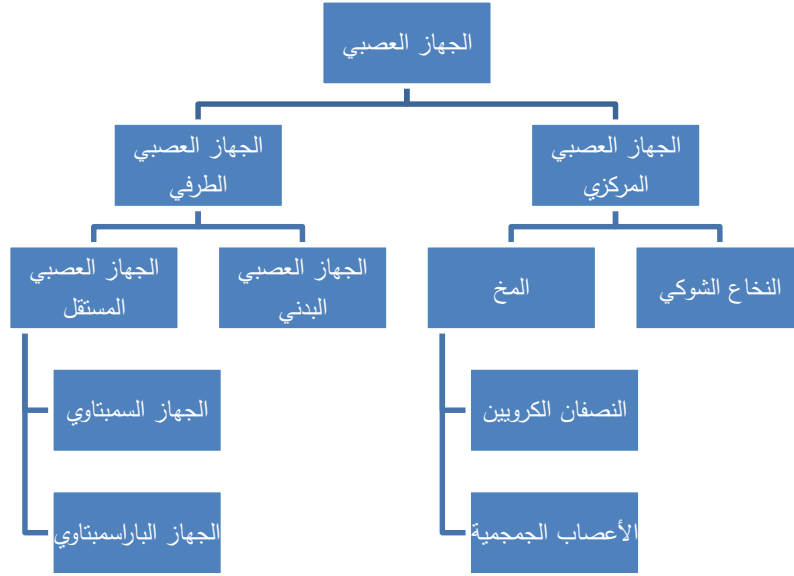 الجهاز العصبي
الجهاز العصبي
المركزي
الجهاز العصبي
الطرفي
النخاع الشوكي
المخ
الجهاز العصبي
البدني
الجهاز العصبي
المستقل
النصفان الكرويين
الجهاز السمبتاوي
الأعصاب الجمجمية
الجهاز الباراسمبتاوي